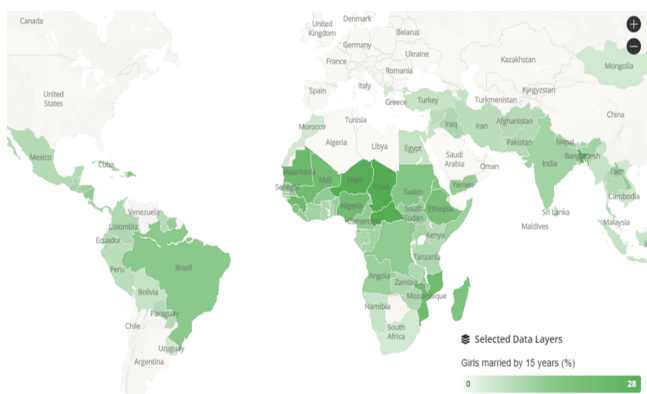 Canada
United
States
Mexico
Cuba
Venezuela
Colombia
Ecuador
Peru
Brazil
Bolivia
Paraguay
Chile
Uruguay
Argentina
United
Kingdom
Denmark
Belarus
Germany
Ukraine
France
Romania
Italy
Spain
Greece
Turkey
Kazakhstan
Mongolia
Kyrgyzstan
Turkmenistan
China
Tunisia
Morocco
Algeria
Libya
Egypt
Iraq
Iran
Afghanistan
Pakistan
Nepal
India
Bangladesh
Saudi
Arabia
Oman
Yemen
Laos
Cambodia
Sri Lanka
Malaysia
Maldives
Mauritania
Mali
Niger
Chad
Sudan
Senegal
Nigeria
Cameroon
South
Sudan
Ethiopia
Kenya
Tanzania
Angola
Zambia
Mozambique
Namibia
South
Africa
+
−
Selected Data Layers
Girls married by 15 years (%)
0
28